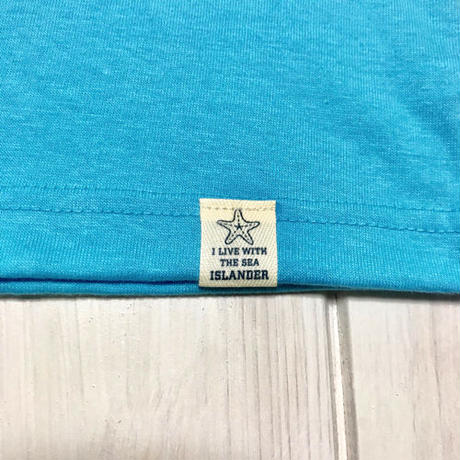 I LIVE WITH
THE SEA
ISLANDER